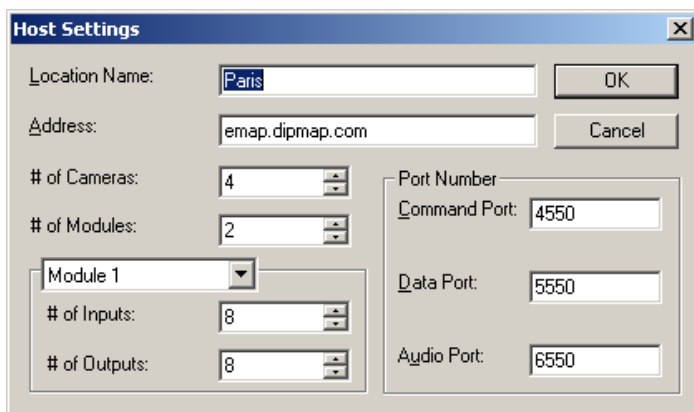 Host Settings
Location Name: Paris OK
Address: emap.dipmap.com Cancel
# of Cameras: 4
# of Modules: 2
Module 1
# of Inputs: 8
# of Outputs: 8
Port Number
Command Port: 4550
Data Port: 5550
Audio Port: 6550